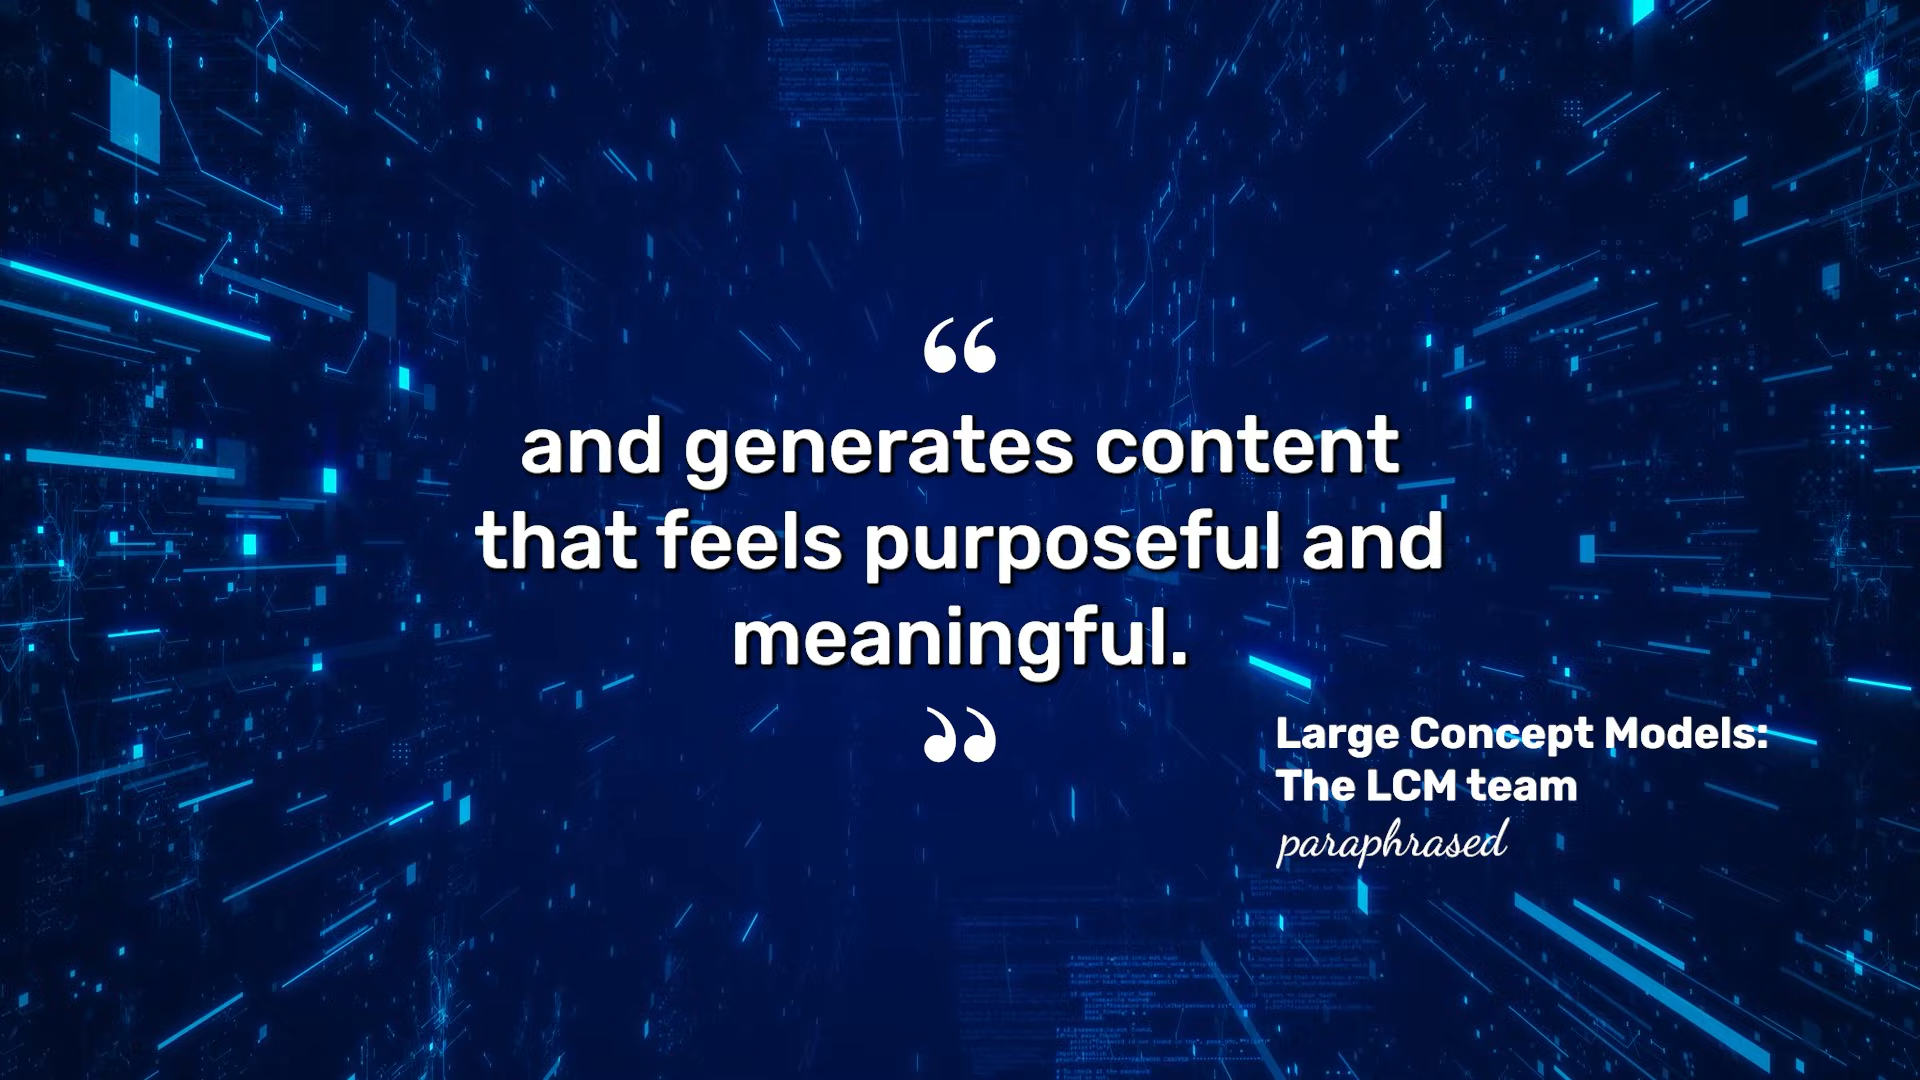 “
and generates content
that feels purposeful and
meaningful.
”
Large Concept Models:
The LCM team
paraphrased